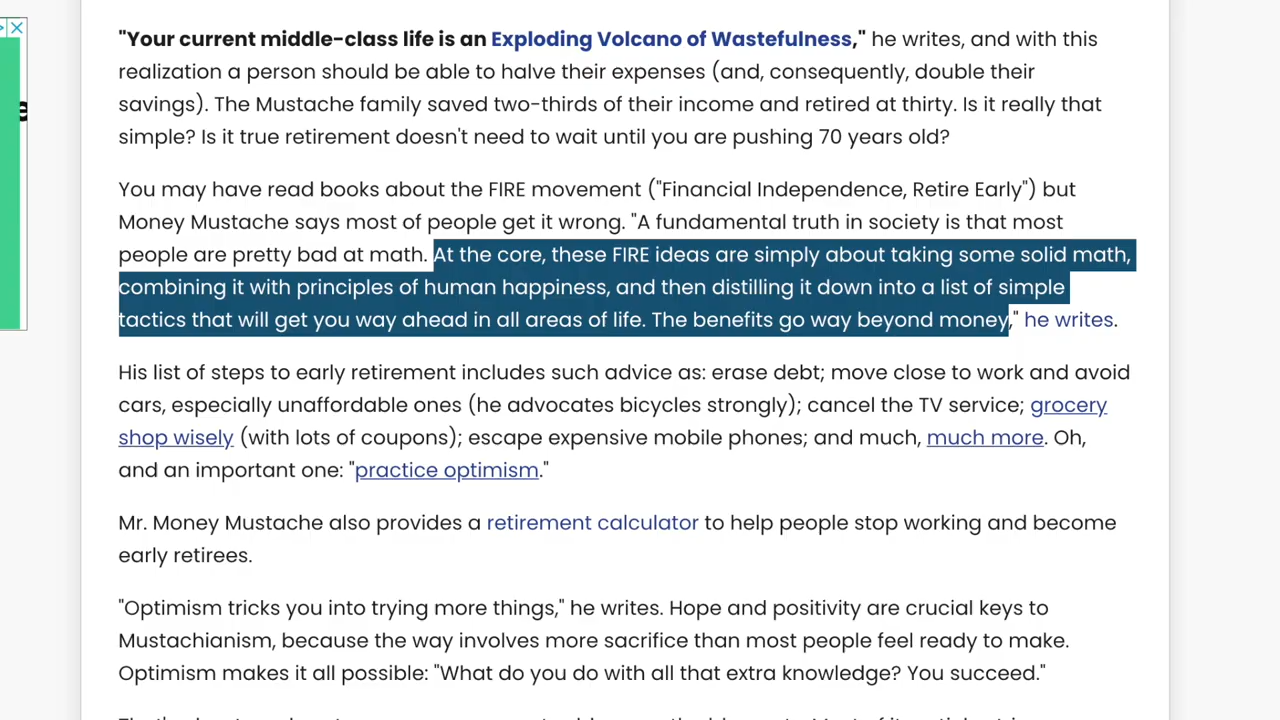 "Your current middle-class life is an Exploding Volcano of Wastefulness," he writes, and with this
realization a person should be able to halve their expenses (and, consequently, double their
savings). The Mustache family saved two-thirds of their income and retired at thirty. Is it really that
simple? Is it true retirement doesn't need to wait until you are pushing 70 years old?
You may have read books about the FIRE movement ("Financial Independence, Retire Early") but
Money Mustache says most of people get it wrong. "A fundamental truth in society is that most
people are pretty bad at math. At the core, these FIRE ideas are simply about taking some solid math,
combining it with principles of human happiness, and then distilling it down into a list of simple
tactics that will get you way ahead in all areas of life. The benefits go way beyond money," he writes.
His list of steps to early retirement includes such advice as: erase debt; move close to work and avoid
cars, especially unaffordable ones (he advocates bicycles strongly); cancel the TV service; grocery
shop wisely (with lots of coupons); escape expensive mobile phones; and much, much more. Oh,
and an important one: "practice optimism."
Mr. Money Mustache also provides a retirement calculator to help people stop working and become
early retirees.
"Optimism tricks you into trying more things," he writes. Hope and positivity are crucial keys to
Mustachianism, because the way involves more sacrifice than most people feel ready to make.
Optimism makes it all possible: "What do you do with all that extra knowledge? You succeed."